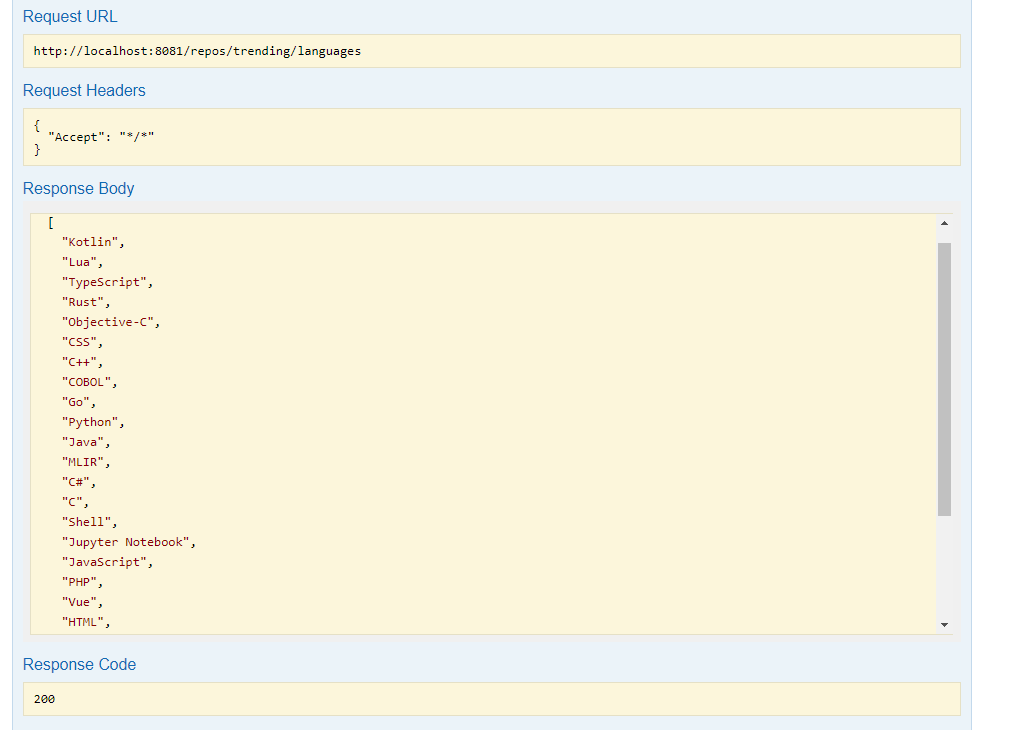 Request URL
http://localhost:8081/repos/trending/languages
Request Headers
{
  "Accept": "*/*"
}
Response Body
[
  "Kotlin",
  "Lua",
  "TypeScript",
  "Rust",
  "Objective-C",
  "CSS",
  "C++",
  "COBOL",
  "Go",
  "Python",
  "Java",
  "MLIR",
  "C#",
  "C",
  "Shell",
  "Jupyter Notebook",
  "JavaScript",
  "PHP",
  "Vue",
  "HTML",
Response Code
200